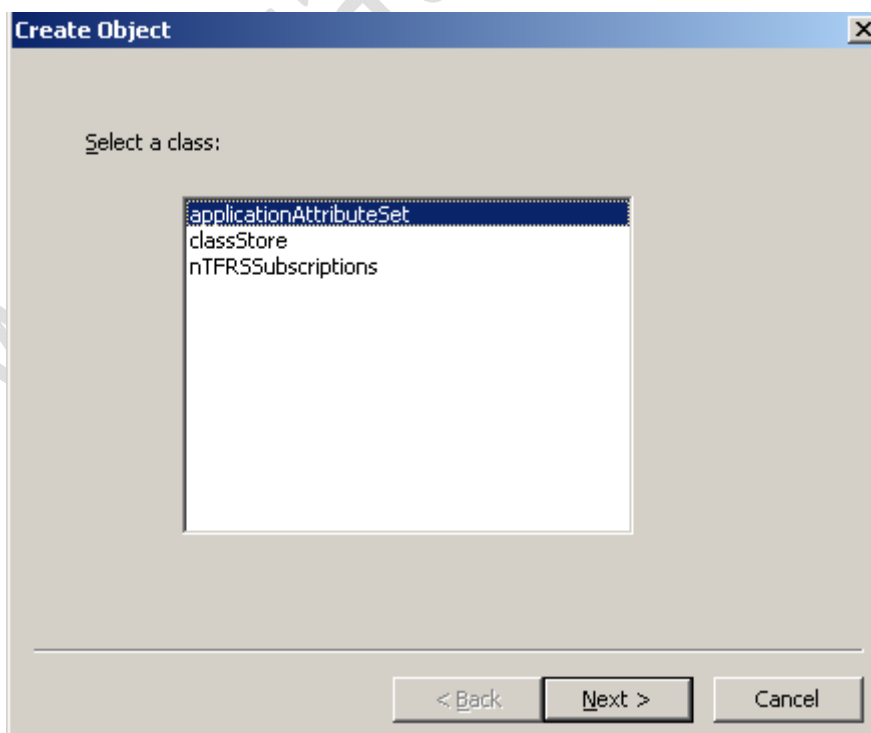 Create Object
Select a class:
applicationAttributeSet
classStore
nTFRSSubscriptions
< Back
Next >
Cancel